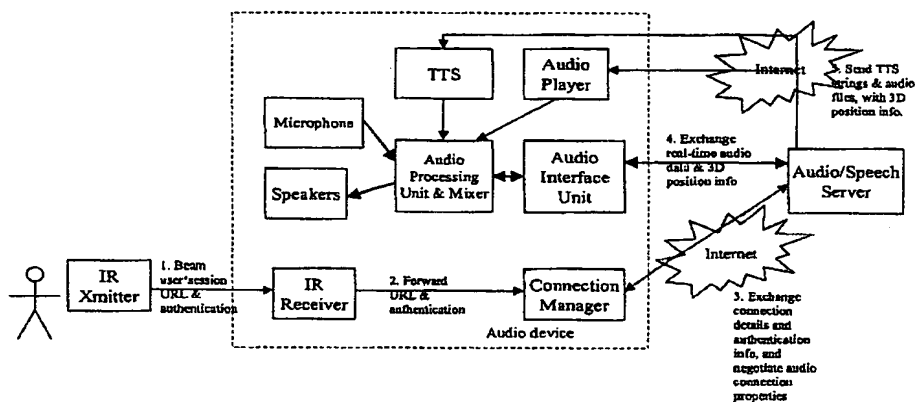 TTS
Audio
Player
Internet
5. Send TTS
strings & audio
files, with 3D
position info.
Microphone
Audio
Processing
Unit & Mixer
Audio
Interface
Unit
4. Exchange
real-time audio
data & 3D
position info
Audio/Speech
Server
Speakers
Internet
IR
Xmitter
1. Beam
user/session
URL &
authentication
IR
Receiver
2. Forward
URL &
authentication
Connection
Manager
Audio device
3. Exchange
connection
details and
authentication
info, and
negotiate audio
connection
properties